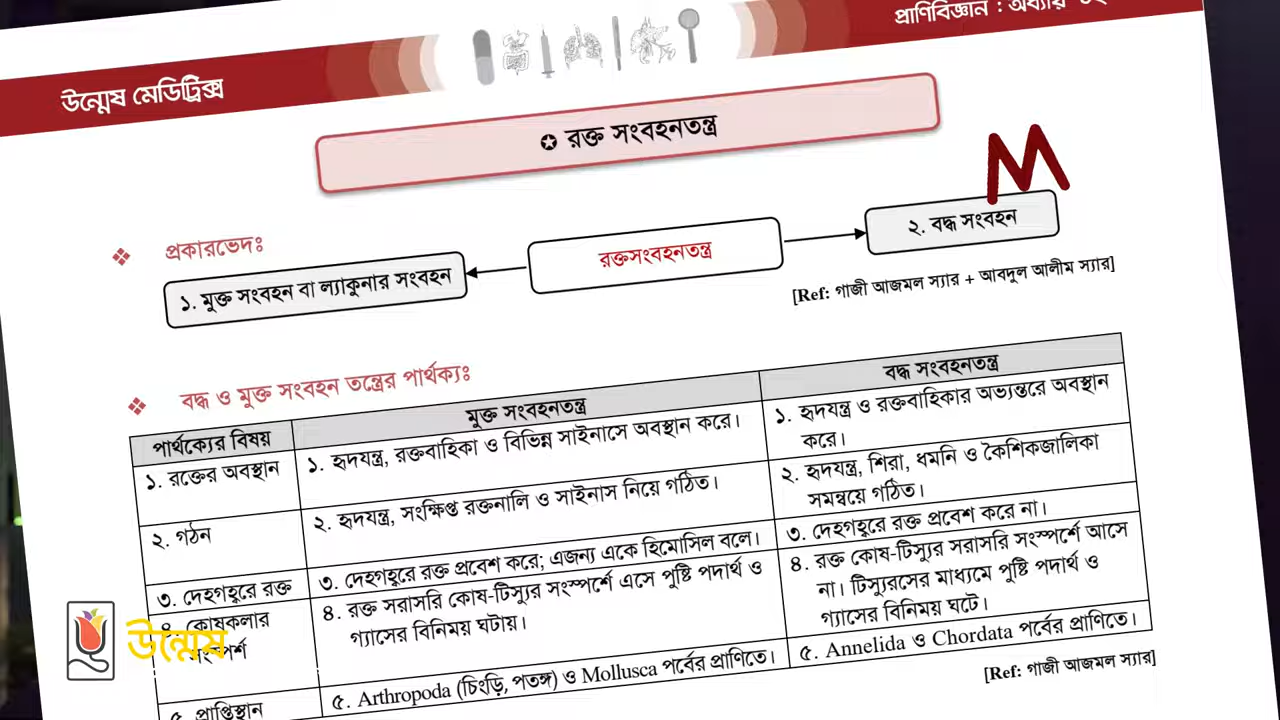 প্রাণিবিজ্ঞান : অধ্যায়
উন্মেষ মেডিট্রিক্স
✪ রক্ত সংবহনতন্ত্র
M
❖ প্রকারভেদঃ
১. মুক্ত সংবহন বা ল্যাকুনার সংবহন
রক্তসংবহনতন্ত্র
২. বদ্ধ সংবহন
[Ref: গাজী আজমল স্যার + আবদুল আলীম স্যার]
❖ বদ্ধ ও মুক্ত সংবহন তন্ত্রের পার্থক্যঃ
পার্থক্যের বিষয়
মুক্ত সংবহনতন্ত্র
বদ্ধ সংবহনতন্ত্র
১. রক্তের অবস্থান
১. হৃদযন্ত্র, রক্তবাহিকা ও বিভিন্ন সাইনাসে অবস্থান করে।
১. হৃদযন্ত্র ও রক্তবাহিকার অভ্যন্তরে অবস্থান
করে।
২. গঠন
২. হৃদযন্ত্র, সংক্ষিপ্ত রক্তনালি ও সাইনাস নিয়ে গঠিত।
২. হৃদযন্ত্র, শিরা, ধমনি ও কৈশিকজালিকা
সমন্বয়ে গঠিত।
৩. দেহগহ্বরে রক্ত
৩. দেহগহ্বরে রক্ত প্রবেশ করে; এজন্য একে হিমোসিল বলে।
৩. দেহগহ্বরে রক্ত প্রবেশ করে না।
৪. কোষকলার
সংস্পর্শ
৪. রক্ত সরাসরি কোষ-টিস্যুর সংস্পর্শে এসে পুষ্টি পদার্থ ও
গ্যাসের বিনিময় ঘটায়।
৪. রক্ত কোষ-টিস্যুর সরাসরি সংস্পর্শে আসে
না। টিস্যুরসের মাধ্যমে পুষ্টি পদার্থ ও
গ্যাসের বিনিময় ঘটে।
৫. প্রাপ্তিস্থান
৫. Arthropoda (চিংড়ি, পতঙ্গ) ও Mollusca পর্বের প্রাণিতে।
৫. Annelida ও Chordata পর্বের প্রাণিতে।
[Ref: গাজী আজমল স্যার]
উন্মেষ